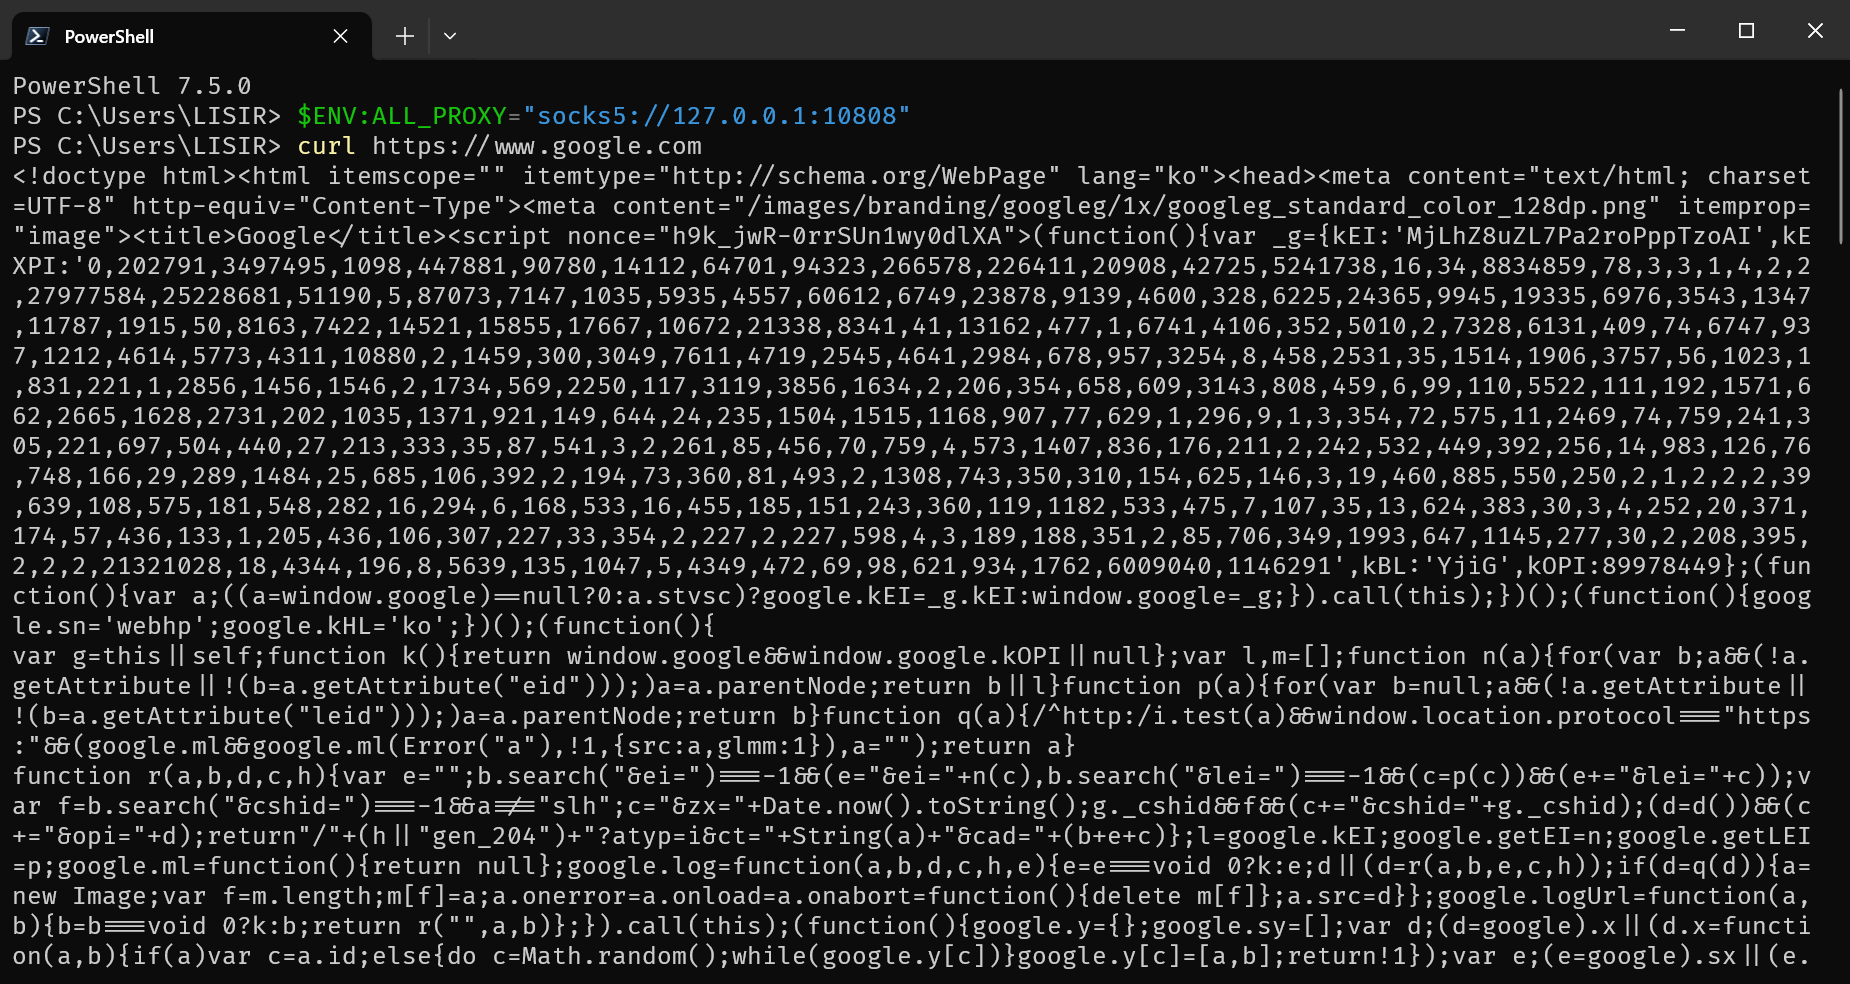 PowerShell
PowerShell 7.5.0
PS C:\Users\LISIR> $ENV:ALL_PROXY="socks5://127.0.0.1:10808"
PS C:\Users\LISIR> curl https://www.google.com
<!doctype html><html itemscope="" itemtype="http://schema.org/WebPage" lang="ko"><head><meta content="text/html; charset
=UTF-8" http-equiv="Content-Type"><meta content="/images/branding/googleg/1x/googleg_standard_color_128dp.png" itemprop=
"image"><title>Google</title><script nonce="h9k_jwR-0rrSUn1wy0dlXA">(function(){var _g={kEI:'MjLhZ8uZL7Pa2roPppTzoAI',kE
XPI:'0,202791,3497495,1098,447881,90780,14112,64701,94323,266578,226411,20908,42725,5241738,16,34,8834859,78,3,3,1,4,2,2
,27977584,25228681,51190,5,87073,7147,1035,5935,4557,60612,6749,23878,9139,4600,328,6225,24365,9945,19335,6976,3543,1347
,11787,1915,50,8163,7422,14521,15855,17667,10672,21338,8341,41,13162,477,1,6741,4106,352,5010,2,7328,6131,409,74,6747,93
7,1212,4614,5773,4311,10880,2,1459,300,3049,7611,4719,2545,4641,2984,678,957,3254,8,458,2531,35,1514,1906,3757,56,1023,1
,831,221,1,2856,1456,1546,2,1734,569,2250,117,3119,3856,1634,2,206,354,658,609,3143,808,459,6,99,110,5522,111,192,1571,6
62,2665,1628,2731,202,1035,1371,921,149,644,24,235,1504,1515,1168,907,77,629,1,296,9,1,3,354,72,575,11,2469,74,759,241,3
05,221,697,504,440,27,213,333,35,87,541,3,2,261,85,456,70,759,4,573,1407,836,176,211,2,242,532,449,392,256,14,983,126,76
,748,166,29,289,1484,25,685,106,392,2,194,73,360,81,493,2,1308,743,350,310,154,625,146,3,19,460,885,550,250,2,1,2,2,2,39
,639,108,575,181,548,282,16,294,6,168,533,16,455,185,151,243,360,119,1182,533,475,7,107,35,13,624,383,30,3,4,252,20,371,
174,57,436,133,1,205,436,106,307,227,33,354,2,227,2,227,598,4,3,189,188,351,2,85,706,349,1993,647,1145,277,30,2,208,395,
2,2,2,21321028,18,4344,196,8,5639,135,1047,5,4349,472,69,98,621,934,1762,6009040,1146291',kBL:'YjiG',kOPI:89978449};(fun
ction(){var a;((a=window.google)==null?0:a.stvsc)?google.kEI=_g.kEI:window.google=_g;}).call(this);})();(function(){goog
le.sn='webhp';google.kHL='ko';})();(function(){
var g=this||self;function k(){return window.google&&window.google.kOPI||null};var l,m=[];function n(a){for(var b;a&&(!a.
getAttribute||!(b=a.getAttribute("eid")));)a=a.parentNode;return b||l}function p(a){for(var b=null;a&&(!a.getAttribute||
!(b=a.getAttribute("leid")));)a=a.parentNode;return b}function q(a){/^http:/i.test(a)&&window.location.protocol==="https
:"&&(google.ml&&google.ml(Error("a"),!1,{src:a,glmm:1}),a="");return a}
function r(a,b,d,c,h){var e="";b.search("&ei=")===-1&&(e="&ei="+n(c),b.search("&lei=")===-1&&(c=p(c))&&(e+="&lei="+c));v
ar f=b.search("&cshid=")===-1&&a!=="slh";c="&zx="+Date.now().toString();g._cshid&&f&&(c+="&cshid="+g._cshid);(d=d())&&(c
+="&opi="+d);return"/"+(h||"gen_204")+"?atyp=i&ct="+String(a)+"&cad="+(b+e+c)};l=google.kEI;google.getEI=n;google.getLEI
=p;google.ml=function(){return null};google.log=function(a,b,d,c,h,e){e=e===void 0?k:e;d||(d=r(a,b,e,c,h));if(d=q(d)){a=
new Image;var f=m.length;m[f]=a;a.onerror=a.onload=a.onabort=function(){delete m[f]};a.src=d}};google.logUrl=function(a,
b){b=b===void 0?k:b;return r("",a,b)};}).call(this);(function(){google.y={};google.sy=[];var d;(d=google).x||(d.x=functi
on(a,b){if(a)var c=a.id;else{do c=Math.random();while(google.y[c])}google.y[c]=[a,b];return!1});var e;(e=google).sx||(e.